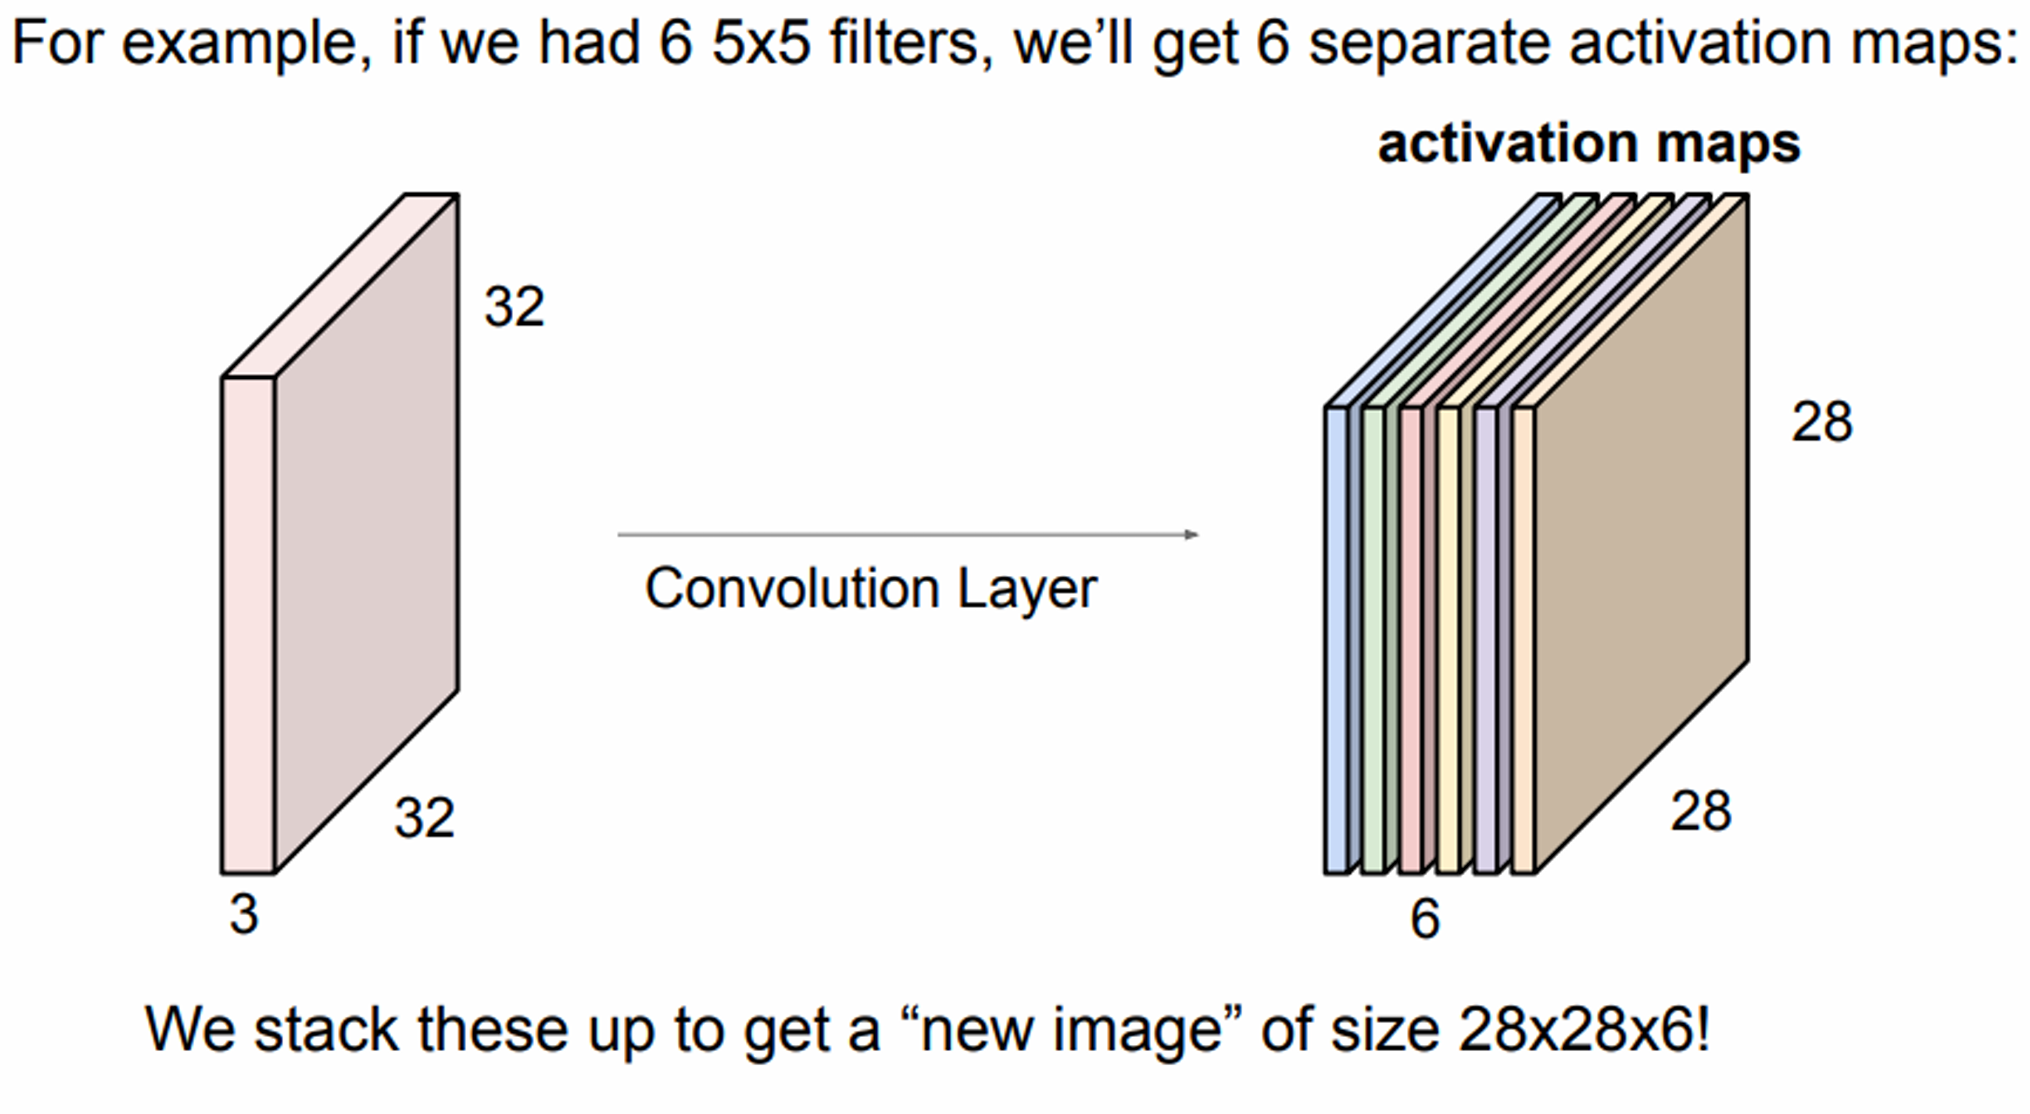 For example, if we had 6 5x5 filters, we’ll get 6 separate activation maps:
activation maps
32
32
3
Convolution Layer
28
28
6
We stack these up to get a “new image” of size 28x28x6!